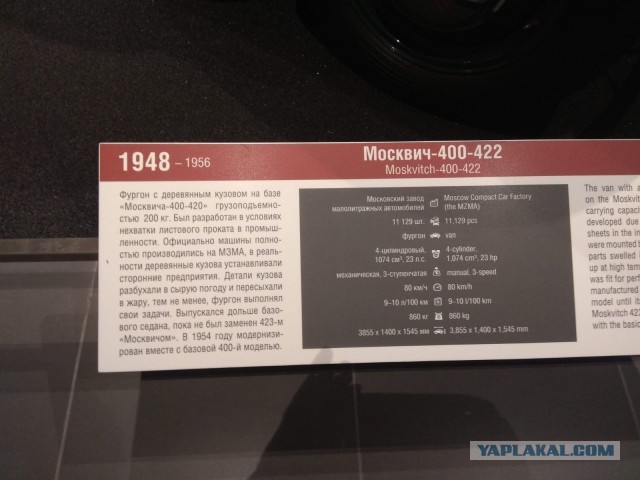 1948 – 1956
Москвич-400-422
Moskvitch-400-422
Фургон с деревянным кузовом на базе
«Москвича-400-420» грузоподъемно-
стью 200 кг. Был разработан в условиях
нехватки листового проката в промыш-
ленности. Официально машины полно-
стью производились на МЗМА, в реаль-
ности деревянные кузова устанавливали
сторонние предприятия. Детали кузова
разбухали в сырую погоду и пересыхали
в жару, тем не менее, фургон выполнял
свои задачи. Выпускался дольше базо-
вого седана, пока не был заменен 423-м
«Москвичом». В 1954 году модернизи-
рован вместе с базовой 400-й моделью.
Московский завод
малолитражных автомобилей
Moscow Compact Car Factory
(the MZMA)
11 129 шт. 11,129 pcs
фургон van
4-цилиндровый,
1074 см³, 23 л.с.
4-cylinder,
1,074 cm³, 23 hp
механическая, 3-ступенчатая manual, 3-speed
80 км/ч 80 km/h
9–10 л/100 км 9–10 l/100 km
860 кг 860 kg
3855 х 1400 х 1545 мм 3,855 x 1,400 x 1,545 mm
The van with a
on the Moskvit
carrying capaci
developed due
sheets in the in
were mounted b
parts swelled i
up at high tem
was fit for perf
manufactured
model until it
Moskvitch 42
with the basic
YAPLAKAL.COM